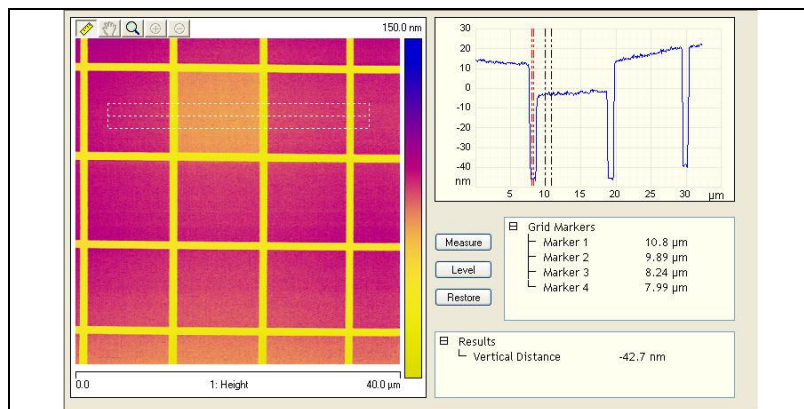 150.0 nm
0.0
1: Height
40.0 µm
30
20
10
0
-10
-20
-30
-40
nm
5
10
15
20
25
30
µm
Measure
Level
Restore
Grid Markers
Marker 1 10.8 µm
Marker 2 9.89 µm
Marker 3 8.24 µm
Marker 4 7.99 µm
Results
Vertical Distance -42.7 nm